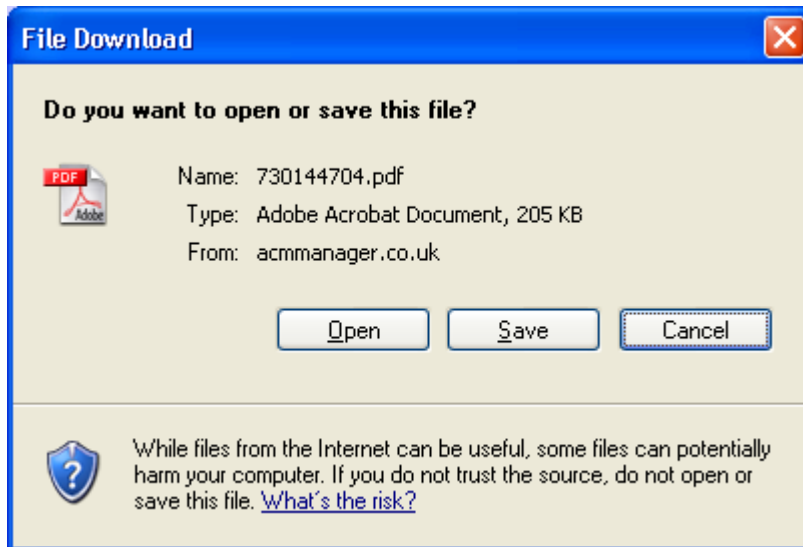 File Download
Do you want to open or save this file?
PDF
Adobe
Name: 730144704.pdf
Type: Adobe Acrobat Document, 205 KB
From: acmmanager.co.uk
Open Save Cancel
While files from the Internet can be useful, some files can potentially
harm your computer. If you do not trust the source, do not open or
save this file. What's the risk?